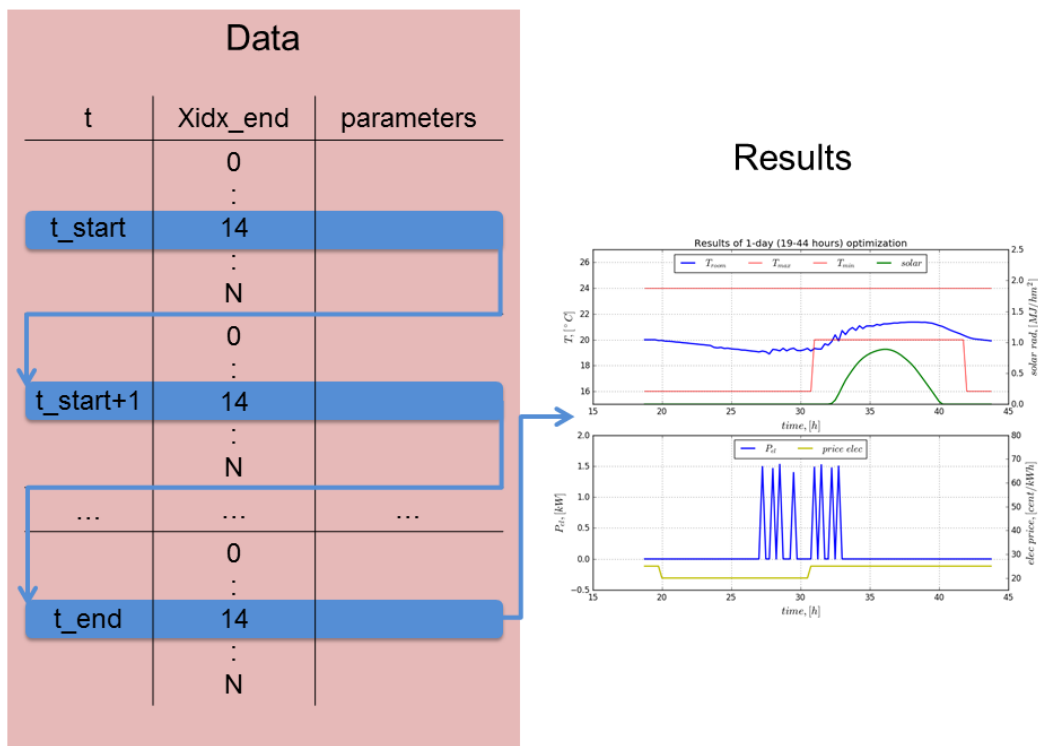 Data
t Xidx_end parameters
0
:
t_start 14
:
N
0
:
t_start+1 14
:
N
... ... ...
0
:
t_end 14
:
N
Results
Results of 1-day (19-44 hours) optimization
T_room T_max T_min solar
26
24
22
20
18
16
T, [°C]
2.5
2.0
1.5
1.0
0.5
0.0
solar rad, [MJ/hm²]
15 20 25 30 35 40 45
time, [h]
P_el price elec
2.0
1.5
1.0
0.5
0.0
−0.5
P_el, [kW]
80
70
60
50
40
30
20
elec price, [cent/kWh]
15 20 25 30 35 40 45
time, [h]